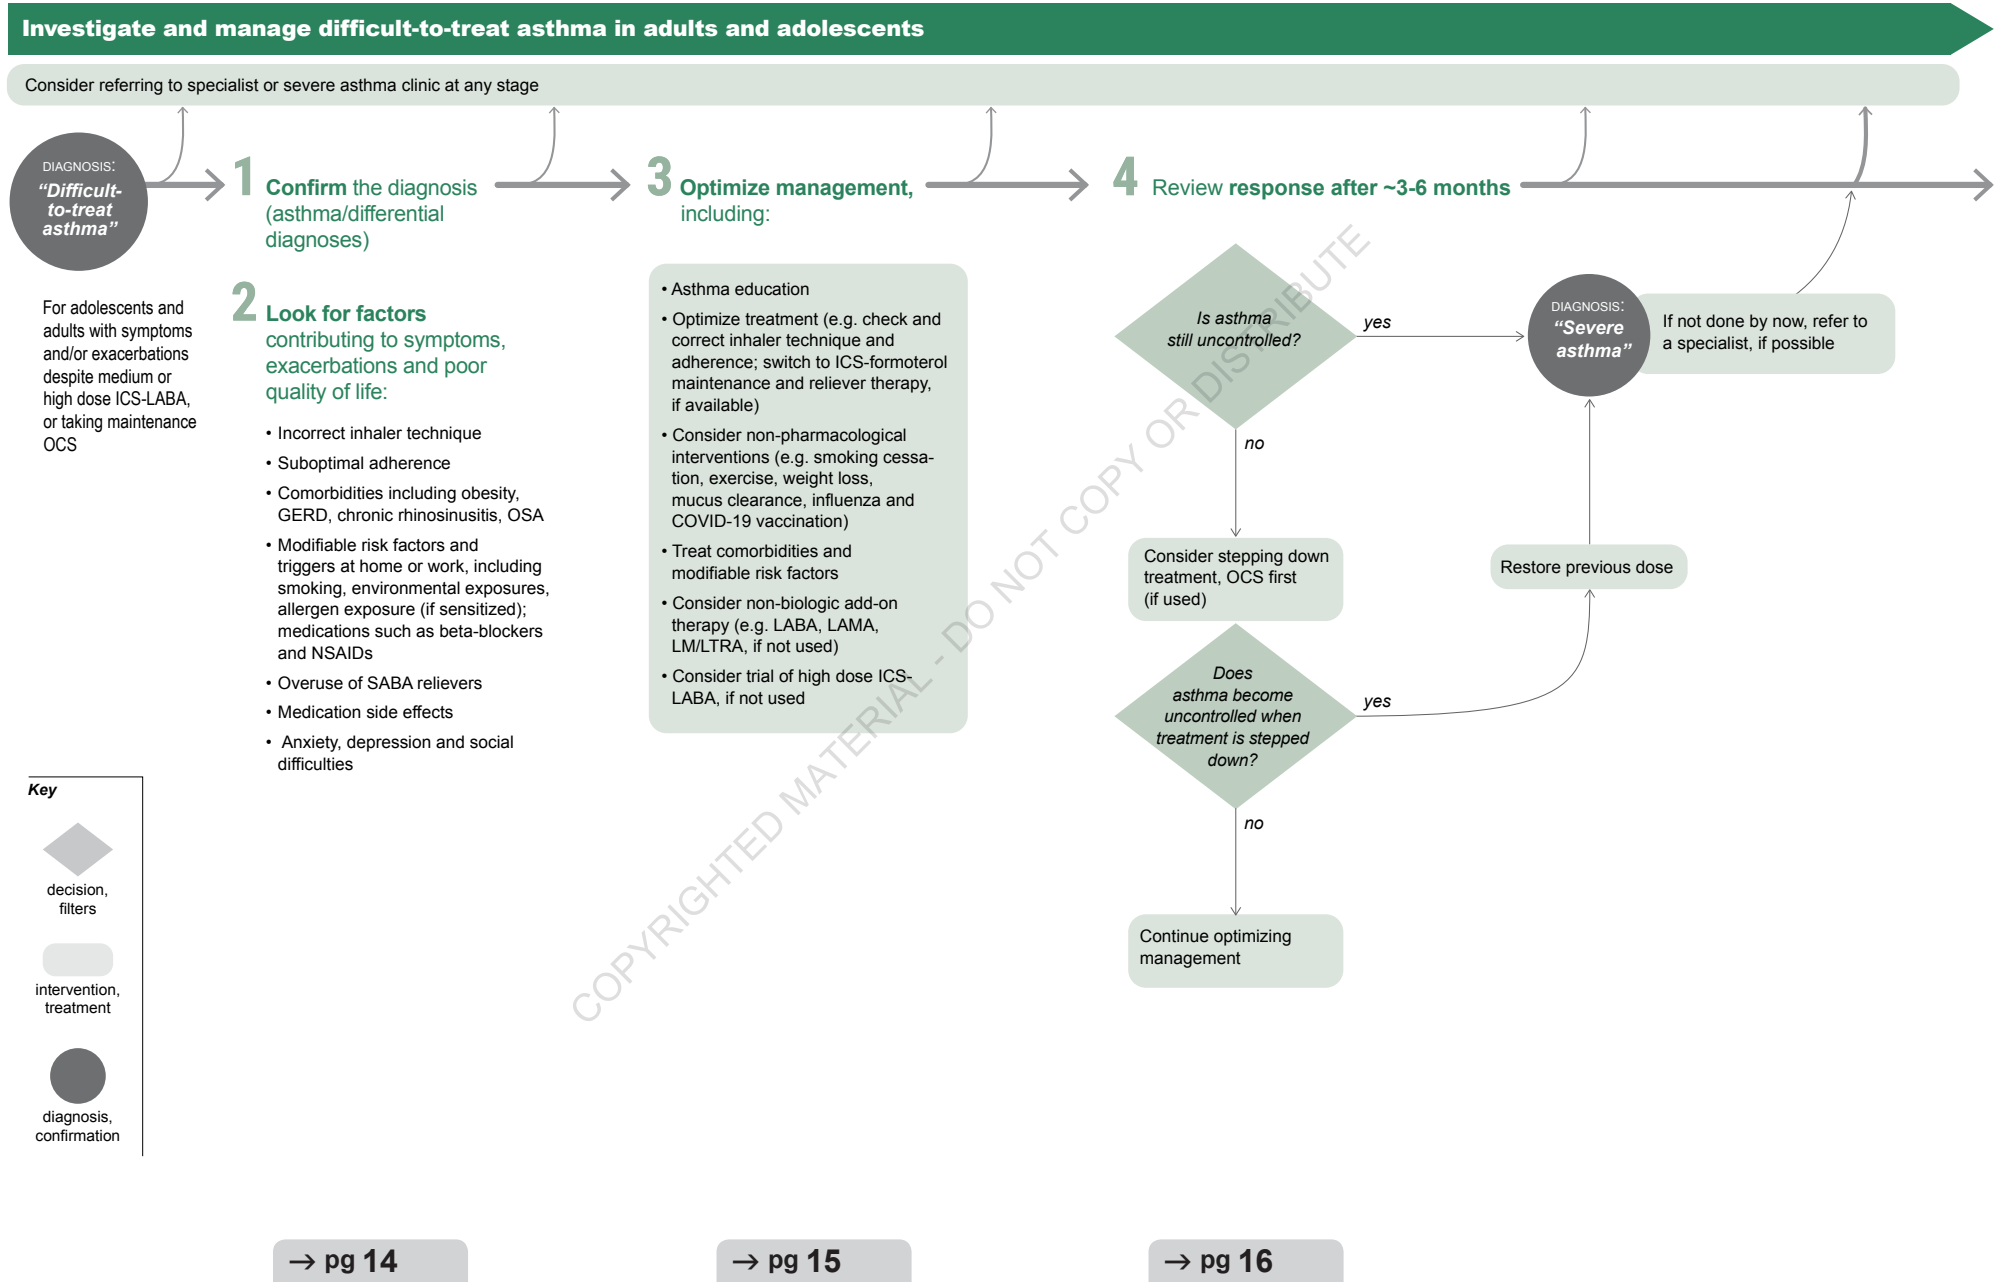 Investigate and manage difficult-to-treat asthma in adults and adolescents
Consider referring to specialist or severe asthma clinic at any stage
DIAGNOSIS:
“Difficult-
to-treat
asthma”
For adolescents and
adults with symptoms
and/or exacerbations
despite medium or
high dose ICS-LABA,
or taking maintenance
OCS
1 Confirm the diagnosis
(asthma/differential
diagnoses)
2 Look for factors
contributing to symptoms,
exacerbations and poor
quality of life:
• Incorrect inhaler technique
• Suboptimal adherence
• Comorbidities including obesity,
GERD, chronic rhinosinusitis, OSA
• Modifiable risk factors and
triggers at home or work, including
smoking, environmental exposures,
allergen exposure (if sensitized);
medications such as beta-blockers
and NSAIDs
• Overuse of SABA relievers
• Medication side effects
• Anxiety, depression and social
difficulties
3 Optimize management,
including:
• Asthma education
• Optimize treatment (e.g. check and
correct inhaler technique and
adherence; switch to ICS-formoterol
maintenance and reliever therapy,
if available)
• Consider non-pharmacological
interventions (e.g. smoking cessa-
tion, exercise, weight loss,
mucus clearance, influenza and
COVID-19 vaccination)
• Treat comorbidities and
modifiable risk factors
• Consider non-biologic add-on
therapy (e.g. LABA, LAMA,
LM/LTRA, if not used)
• Consider trial of high dose ICS-
LABA, if not used
4 Review response after ~3-6 months
Is asthma
still uncontrolled?
yes
no
DIAGNOSIS:
“Severe
asthma”
If not done by now, refer to
a specialist, if possible
Consider stepping down
treatment, OCS first
(if used)
Restore previous dose
Does
asthma become
uncontrolled when
treatment is stepped
down?
yes
no
Continue optimizing
management
Key
decision,
filters
intervention,
treatment
diagnosis,
confirmation
COPYRIGHTED MATERIAL - DO NOT COPY OR DISTRIBUTE
→ pg 14
→ pg 15
→ pg 16